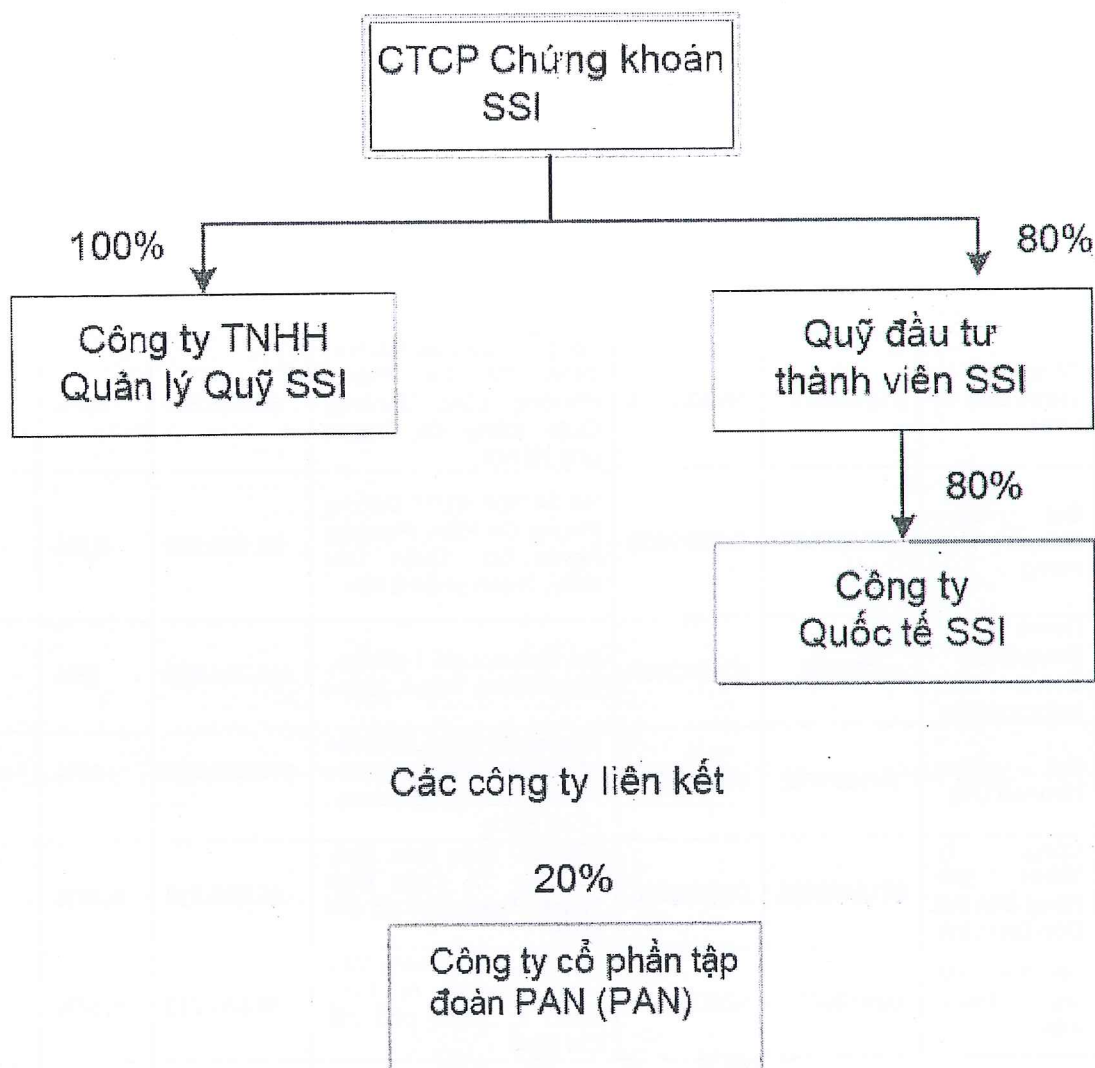 CTCP Chứng khoán
SSI
100%
80%
Công ty TNHH
Quản lý Quỹ SSI
Quỹ đầu tư
thành viên SSI
80%
Công ty
Quốc tế SSI
Các công ty liên kết
20%
Công ty cổ phần tập
đoàn PAN (PAN)